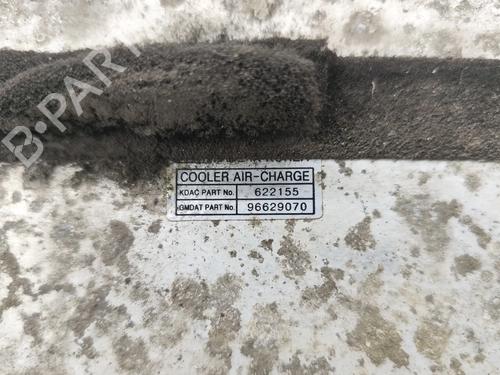 B-PARTS
COOLER AIR-CHARGE
KDAC PART No. 622155
GMDAT PART No. 96629070